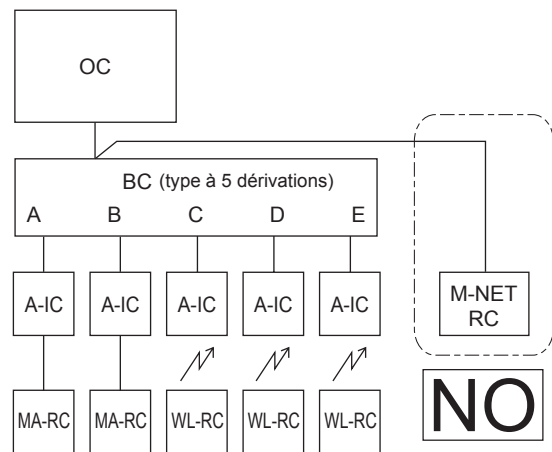 OC
BC (type à 5 dérivations)
A B C D E
A-IC A-IC A-IC A-IC A-IC
M-NET
RC
MA-RC MA-RC WL-RC WL-RC WL-RC
NO